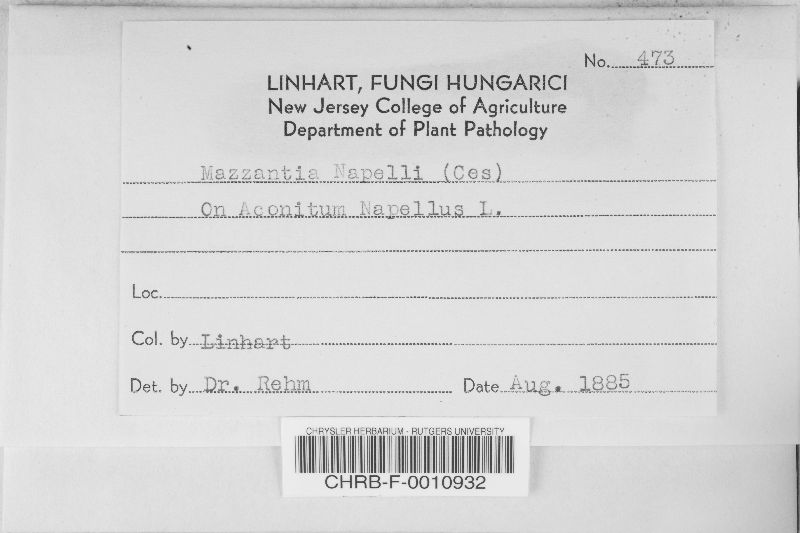 No. 473
LINHART, FUNGI HUNGARICI
New Jersey College of Agriculture
Department of Plant Pathology
Mazzantia Napelli (Ces)
On Aconitum Napellus L.
Loc.
Col. by Linhart
Det. by Dr. Rehm Date Aug. 1885
CHRYSLER HERBARIUM - RUTGERS UNIVERSITY
CHRB-F-0010932